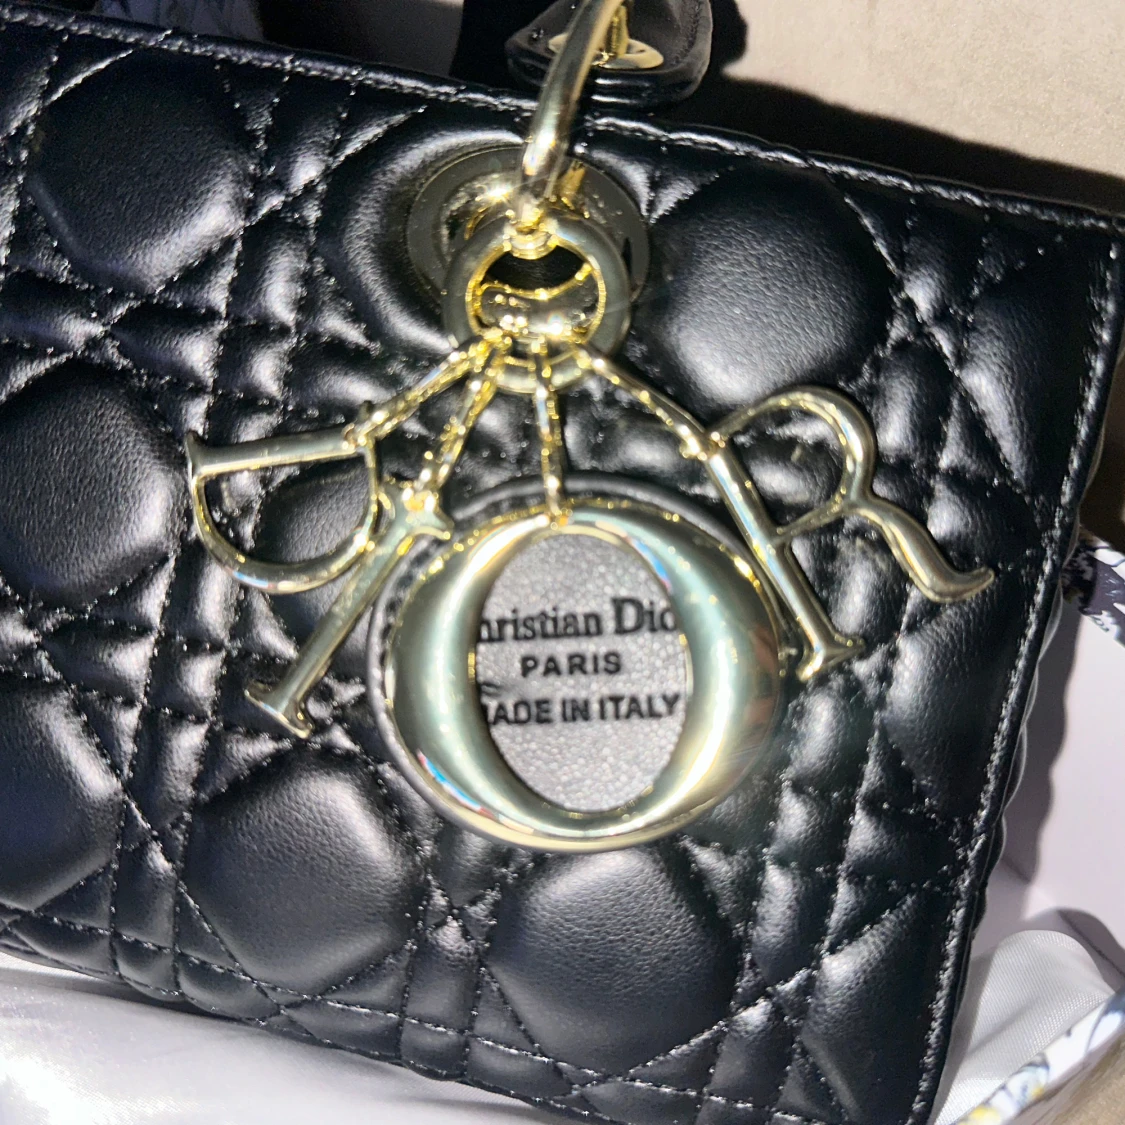 DIOR
hristian Dio
PARIS
ADE IN ITALY